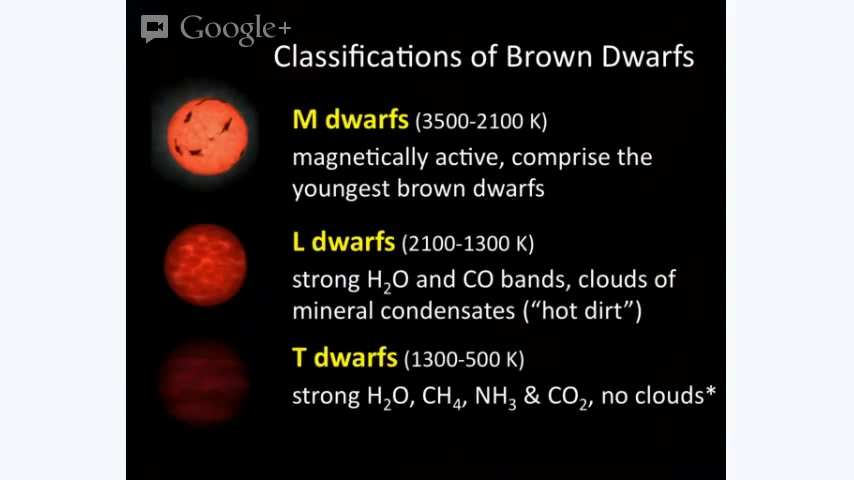 Google+
Classifications of Brown Dwarfs
M dwarfs (3500-2100 K)
magnetically active, comprise the
youngest brown dwarfs
L dwarfs (2100-1300 K)
strong H₂O and CO bands, clouds of
mineral condensates (“hot dirt”)
T dwarfs (1300-500 K)
strong H₂O, CH₄, NH₃ & CO₂, no clouds*